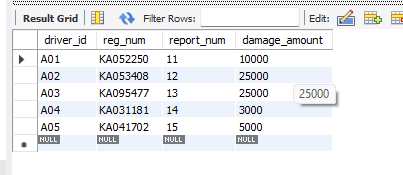 Result Grid Filter Rows: Edit:
driver_id reg_num report_num damage_amount
A01 KA052250 11 10000
A02 KA053408 12 25000
A03 KA095477 13 25000 25000
A04 KA031181 14 3000
A05 KA041702 15 5000
NULL NULL NULL NULL